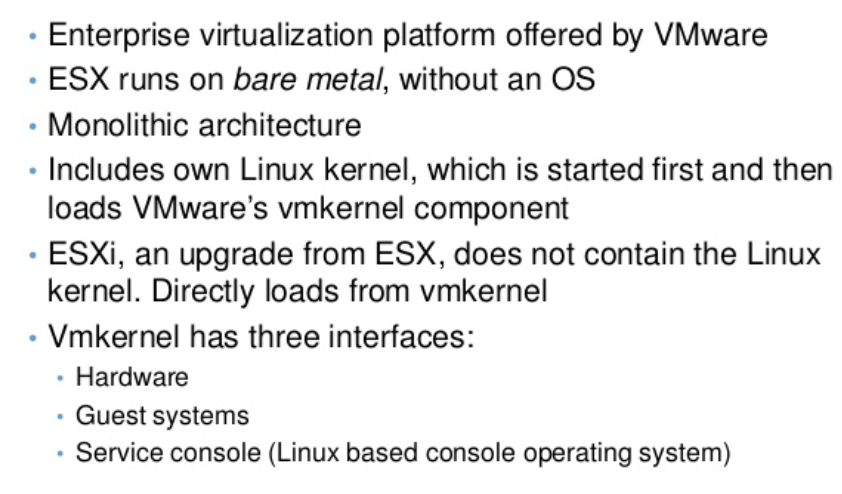 • Enterprise virtualization platform offered by VMware
• ESX runs on bare metal, without an OS
• Monolithic architecture
• Includes own Linux kernel, which is started first and then
loads VMware’s vmkernel component
• ESXi, an upgrade from ESX, does not contain the Linux
kernel. Directly loads from vmkernel
• Vmkernel has three interfaces:
• Hardware
• Guest systems
• Service console (Linux based console operating system)